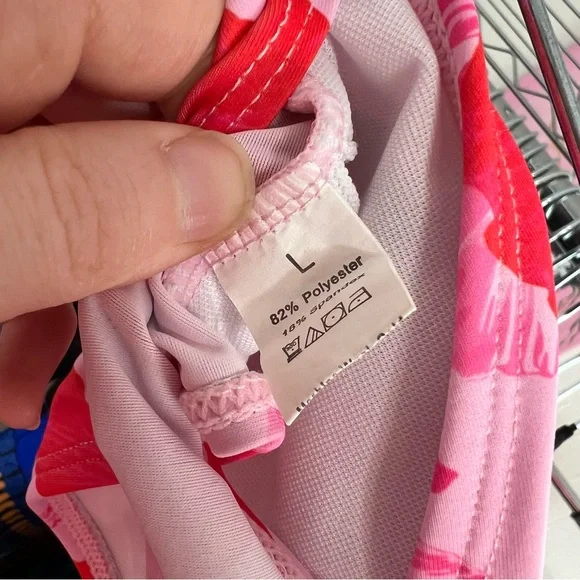 L
82% Polyester
18% Spandex